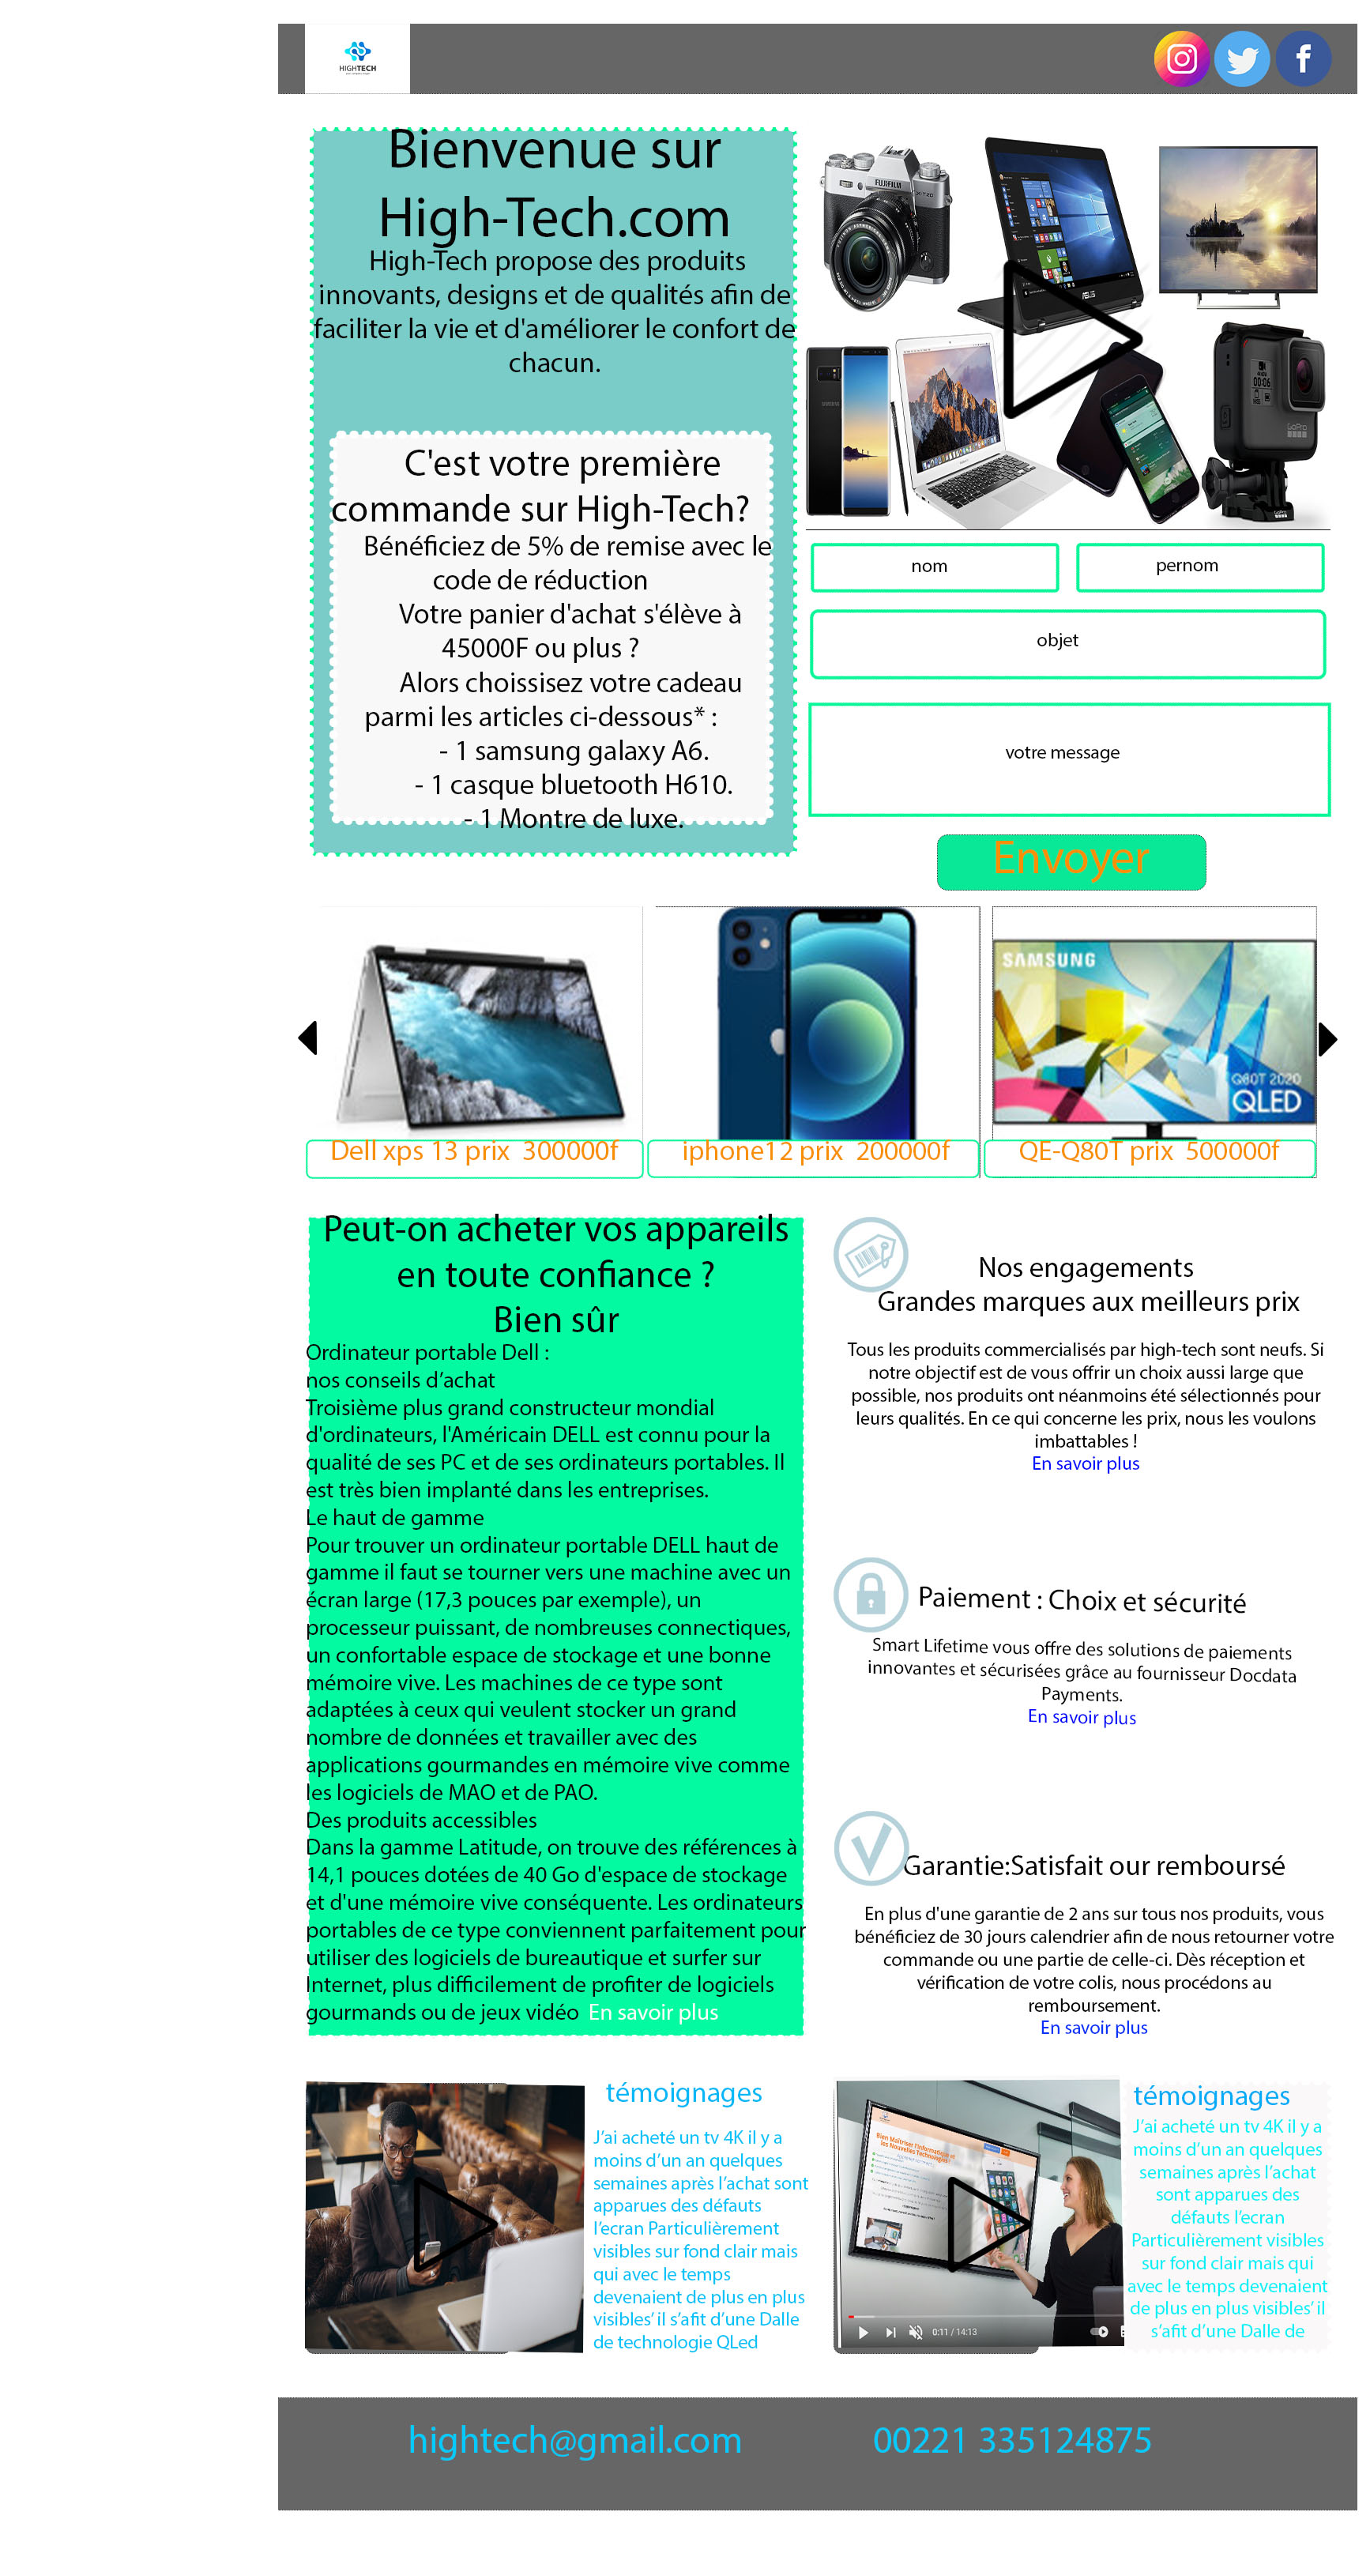 HIGHTECH
Bienvenue sur
High-Tech.com
High-Tech propose des produits
innovants, designs et de qualités afin de
faciliter la vie et d'améliorer le confort de
chacun.
C'est votre première
commande sur High-Tech?
Bénéficiez de 5% de remise avec le
code de réduction
Votre panier d'achat s'élève à
45000F ou plus ?
Alors choissisez votre cadeau
parmi les articles ci-dessous* :
- 1 samsung galaxy A6.
- 1 casque bluetooth H610.
- 1 Montre de luxe.
FUJIFILM
ASUS
00:06
GoPro
nom
pernom
objet
votre message
Envoyer
SAMSUNG
Q80T 2020
QLED
Dell xps 13 prix 300000f
iphone12 prix 200000f
QE-Q80T prix 500000f
Peut-on acheter vos appareils
en toute confiance ?
Bien sûr
Ordinateur portable Dell :
nos conseils d’achat
Troisième plus grand constructeur mondial
d'ordinateurs, l'Américain DELL est connu pour la
qualité de ses PC et de ses ordinateurs portables. Il
est très bien implanté dans les entreprises.
Le haut de gamme
Pour trouver un ordinateur portable DELL haut de
gamme il faut se tourner vers une machine avec un
écran large (17,3 pouces par exemple), un
processeur puissant, de nombreuses connectiques,
un confortable espace de stockage et une bonne
mémoire vive. Les machines de ce type sont
adaptées à ceux qui veulent stocker un grand
nombre de données et travailler avec des
applications gourmandes en mémoire vive comme
les logiciels de MAO et de PAO.
Des produits accessibles
Dans la gamme Latitude, on trouve des références à
14,1 pouces dotées de 40 Go d'espace de stockage
et d'une mémoire vive conséquente. Les ordinateurs
portables de ce type conviennent parfaitement pour
utiliser des logiciels de bureautique et surfer sur
Internet, plus difficilement de profiter de logiciels
gourmands ou de jeux vidéo En savoir plus
Nos engagements
Grandes marques aux meilleurs prix
Tous les produits commercialisés par high-tech sont neufs. Si
notre objectif est de vous offrir un choix aussi large que
possible, nos produits ont néanmoins été sélectionnés pour
leurs qualités. En ce qui concerne les prix, nous les voulons
imbattables !
En savoir plus
Paiement : Choix et sécurité
Smart Lifetime vous offre des solutions de paiements
innovantes et sécurisées grâce au fournisseur Docdata
Payments.
En savoir plus
Garantie:Satisfait our remboursé
En plus d'une garantie de 2 ans sur tous nos produits, vous
bénéficiez de 30 jours calendrier afin de nous retourner votre
commande ou une partie de celle-ci. Dès réception et
vérification de votre colis, nous procédons au
remboursement.
En savoir plus
témoignages
J’ai acheté un tv 4K il y a
moins d’un an quelques
semaines après l’achat sont
apparues des défauts
l’ecran Particulièrement
visibles sur fond clair mais
qui avec le temps
devenaient de plus en plus
visibles’ il s’afit d’une Dalle
de technologie QLed
Bien Maîtriser l'Informatique et
les Nouvelles Technologies
0:11 / 14:13
témoignages
J’ai acheté un tv 4K il y a
moins d’un an quelques
semaines après l’achat
sont apparues des
défauts l’ecran
Particulièrement visibles
sur fond clair mais qui
avec le temps devenaient
de plus en plus visibles’ il
s’afit d’une Dalle de
hightech@gmail.com
00221 335124875